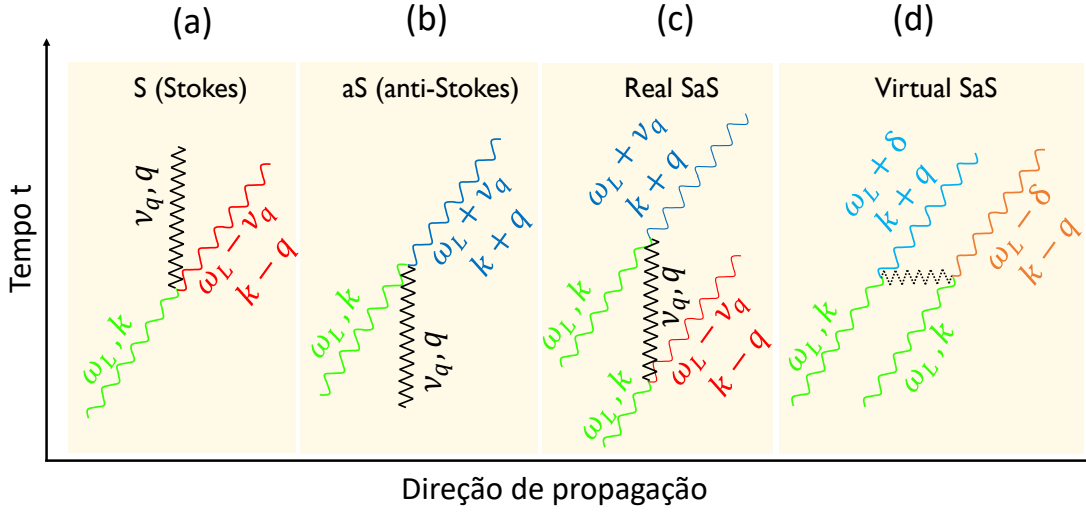 (a)
(b)
(c)
(d)
S (Stokes)
aS (anti-Stokes)
Real SaS
Virtual SaS
Tempo t
ν_q, q
ω_L, k
ω_L − ν_q
k − q
ω_L, k
ω_L + ν_q
k + q
ν_q, q
ω_L + ν_q
k + q
ω_L, k
ν_q, q
ω_L − ν_q
k − q
ω_L, k
ω_L + δ
k + q
ω_L − δ
k − q
ω_L, k
ω_L, k
Direção de propagação